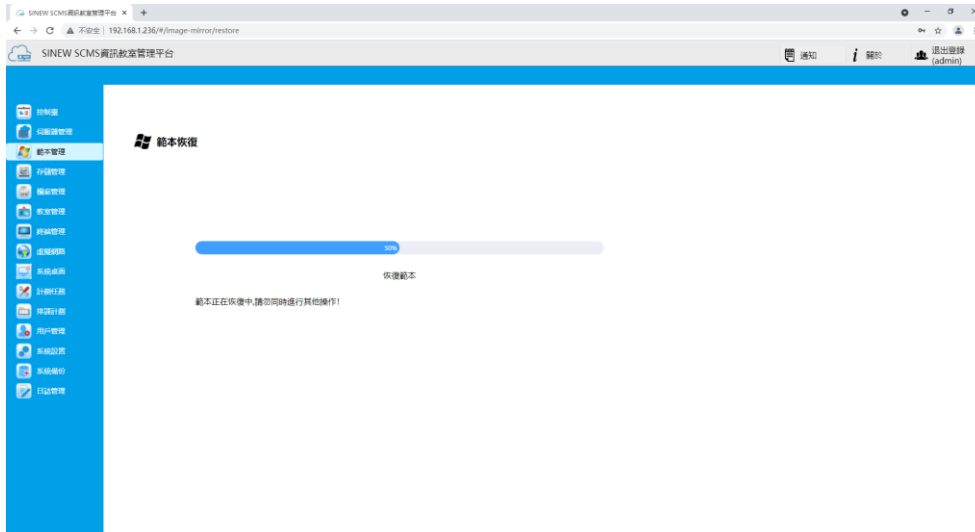 SINEW SCMS資訊教室管理平台
不安全 | 192.168.1.236/#/image-mirror/restore
SINEW SCMS資訊教室管理平台
通知
關於
退出登錄
(admin)
控制臺
伺服器管理
範本管理
存儲管理
檔案管理
教室管理
終端管理
虛擬網路
系統桌面
計劃任務
排課計劃
用戶管理
系統設置
系統備份
日誌管理
範本恢復
50%
恢復範本
範本正在恢復中,請勿同時進行其他操作!